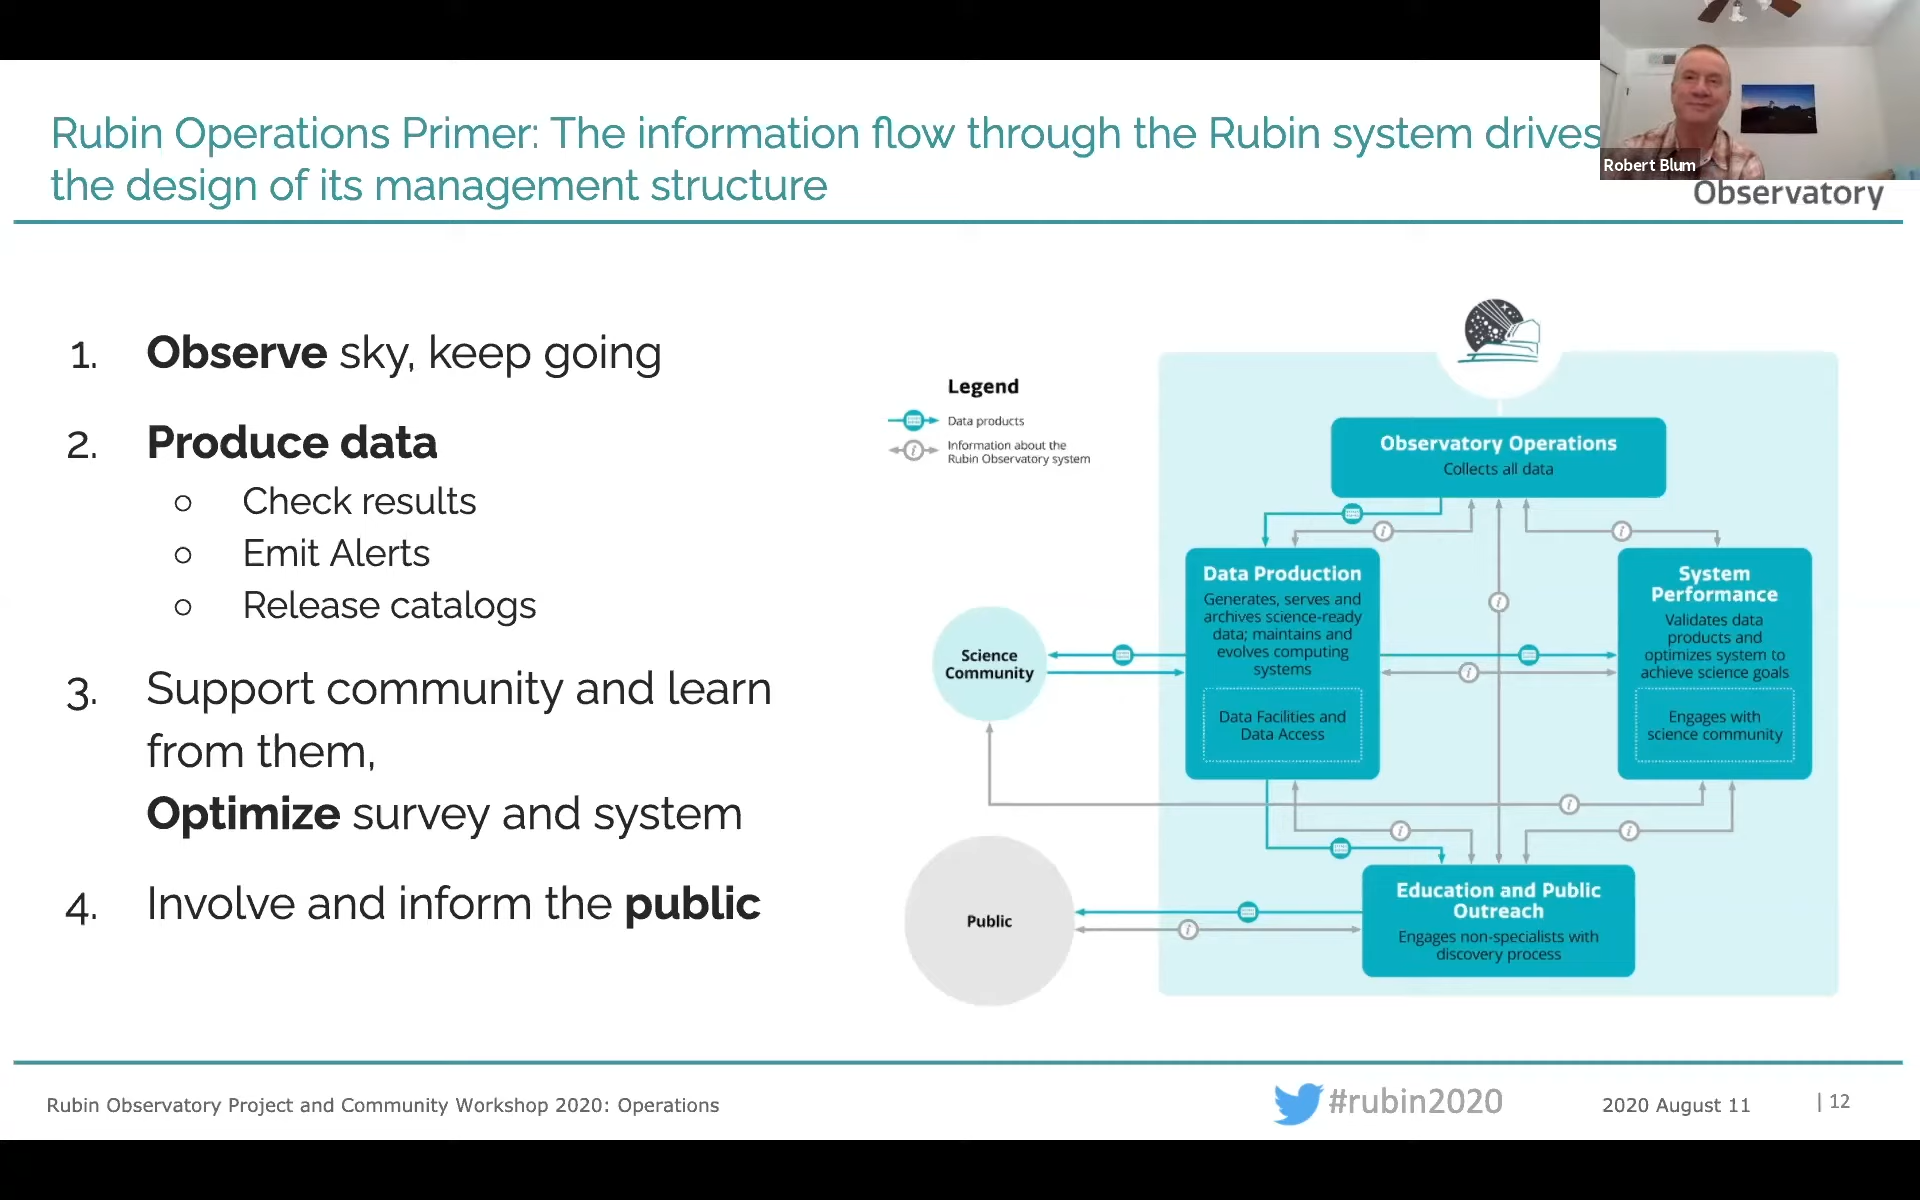 Rubin Operations Primer: The information flow through the Rubin system drives
the design of its management structure
Robert Blum
Observatory
1. Observe sky, keep going
2. Produce data
○ Check results
○ Emit Alerts
○ Release catalogs
3. Support community and learn
from them,
Optimize survey and system
4. Involve and inform the public
Legend
Data products
i
Information about the
Rubin Observatory system
Observatory Operations
Collects all data
i
i
Data Production
Generates, serves and
archives science-ready
data; maintains and
evolves computing
systems
Data Facilities and
Data Access
i
i
System
Performance
Validates data
products and
optimizes system to
achieve science goals
Engages with
science community
Science
Community
i
i
i
Public
i
Education and Public
Outreach
Engages non-specialists with
discovery process
Rubin Observatory Project and Community Workshop 2020: Operations
#rubin2020
2020 August 11
| 12